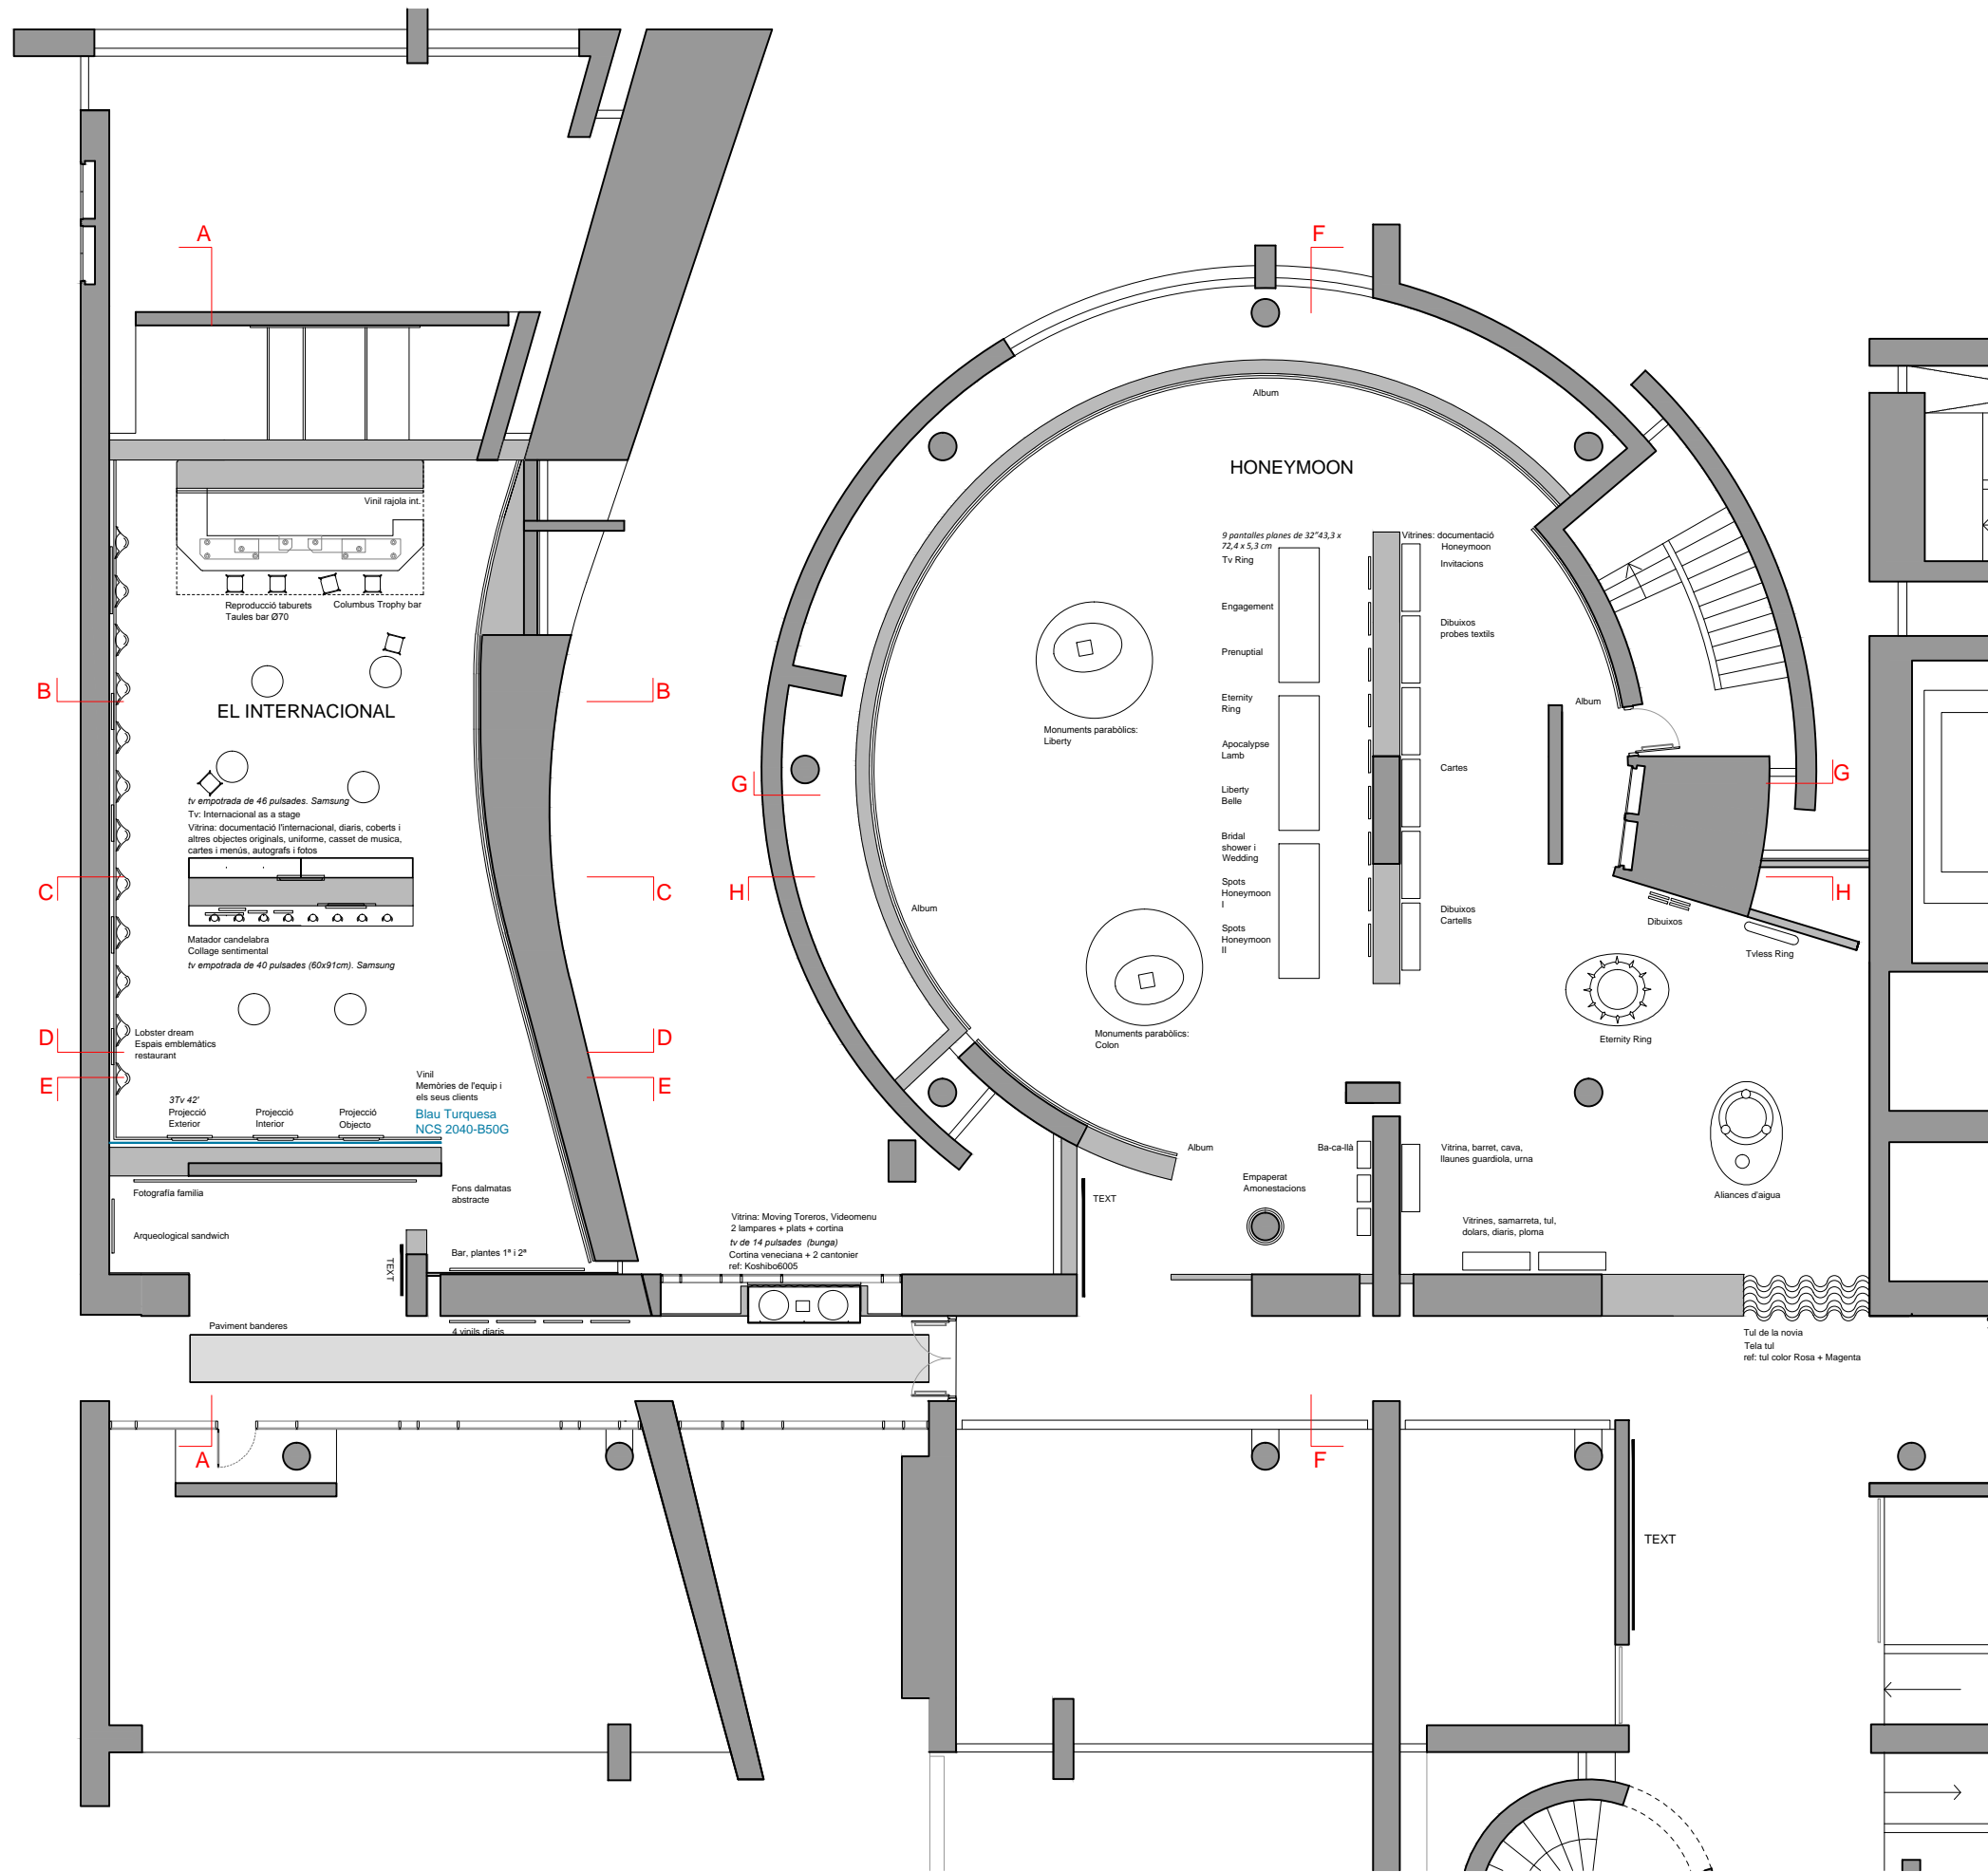 A
F
Album
HONEYMOON
Vinil rajola int.
Reproducció taburets
Taules bar Ø70
Columbus Trophy bar
9 pantalles planes de 32"43,3 x
72,4 x 5,3 cm
Tv Ring
Engagement
Prenuptial
Eternity
Ring
Apocalypse
Lamb
Liberty
Belle
Bridal
shower i
Wedding
Spots
Honeymoon
I
Spots
Honeymoon
II
Vitrines: documentació
Honeymoon
Invitacions
Dibuixos
probes textils
Cartes
Dibuixos
Cartells
B
B
EL INTERNACIONAL
Monuments parabòlics:
Liberty
Album
G
G
tv empotrada de 46 pulsades. Samsung
Tv: Internacional as a stage
Vitrina: documentació l'internacional, diaris, coberts i
altres objectes originals, uniforme, casset de musica,
cartes i menús, autografs i fotos
C
C
H
H
Album
Dibuixos
Tvless Ring
Matador candelabra
Collage sentimental
tv empotrada de 40 pulsades (60x91cm). Samsung
Monuments parabòlics:
Colon
Eternity Ring
D
D
Lobster dream
Espais emblemàtics
restaurant
E
E
Vinil
Memòries de l'equip i
els seus clients
Blau Turquesa
NCS 2040-B50G
3Tv 42'
Projecció
Exterior
Projecció
Interior
Projecció
Objecto
Album
Ba-ca-llà
Vitrina, barret, cava,
llaunes guardiola, urna
Empaperat
Amonestacions
Aliances d'aigua
Fotografía familia
Fons dalmatas
abstracte
TEXT
Arqueological sandwich
TEXT
Bar, plantes 1ª i 2ª
Vitrina: Moving Toreros, Videomenu
2 lampares + plats + cortina
tv de 14 pulsades (bunga)
Cortina veneciana + 2 cantonier
ref: Koshibo6005
Vitrines, samarreta, tul,
dolars, diaris, ploma
Paviment banderes
4 vinils diaris
Tul de la novia
Tela tul
ref: tul color Rosa + Magenta
A
F
TEXT